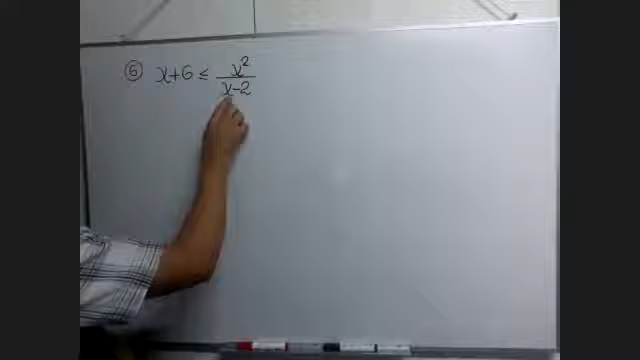 ⑥ x+6 ≤ x²/(x-2)